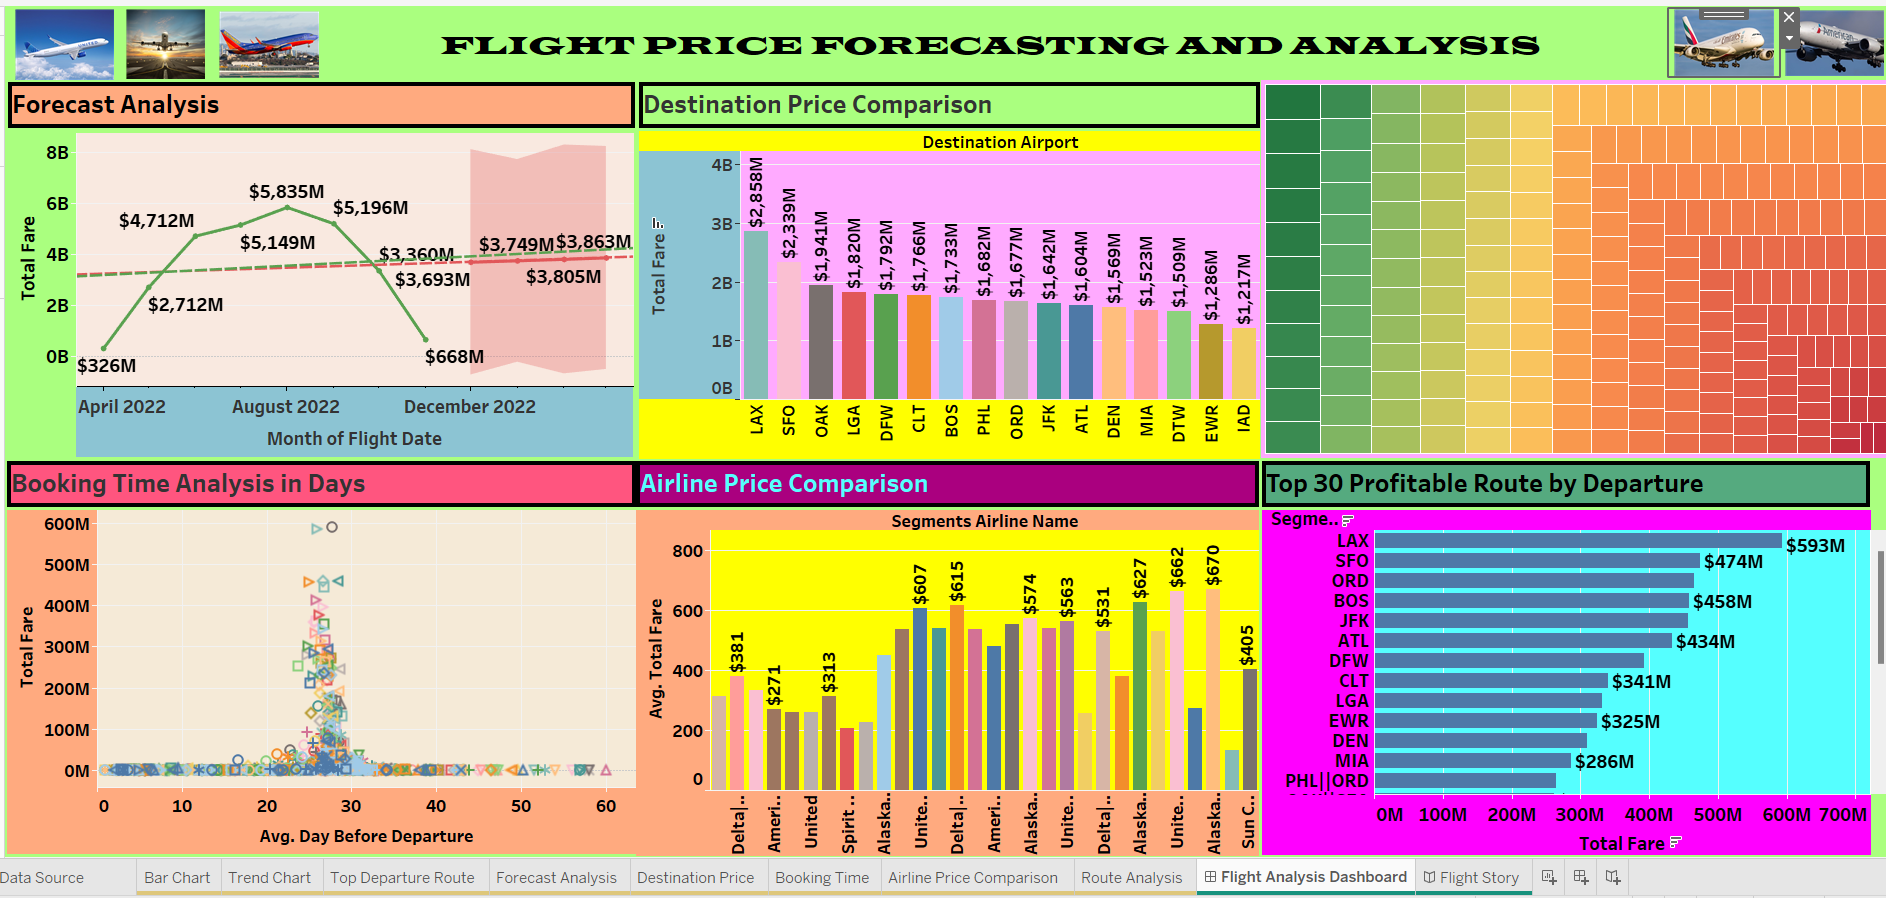 FLIGHT PRICE FORECASTING AND ANALYSIS
UNITED
Emirates
American
Forecast Analysis
8B
6B
4B
2B
0B
Total Fare
$326M
$2,712M
$4,712M
$5,149M
$5,835M
$5,196M
$3,360M
$668M
$3,693M
$3,749M
$3,805M
$3,863M
April 2022
August 2022
December 2022
Month of Flight Date
Destination Price Comparison
Destination Airport
4B
3B
2B
1B
0B
Total Fare
$2,858M
$2,339M
$1,941M
$1,820M
$1,792M
$1,766M
$1,733M
$1,682M
$1,677M
$1,642M
$1,604M
$1,569M
$1,523M
$1,509M
$1,286M
$1,217M
LAX
SFO
OAK
LGA
DFW
CLT
BOS
PHL
ORD
JFK
ATL
DEN
MIA
DTW
EWR
IAD
Booking Time Analysis in Days
600M
500M
400M
300M
200M
100M
0M
Total Fare
0 10 20 30 40 50 60
Avg. Day Before Departure
Airline Price Comparison
Segments Airline Name
800
600
400
200
0
Avg. Total Fare
$381
$271
$313
$607
$615
$574
$563
$531
$627
$662
$670
$405
Delta|..
Ameri..
United
Spirit ..
Alaska..
Unite..
Delta|..
Ameri..
Alaska..
Unite..
Delta|..
Alaska..
Unite..
Alaska..
Sun C..
Top 30 Profitable Route by Departure
Segme..
LAX $593M
SFO $474M
ORD
BOS $458M
JFK
ATL $434M
DFW
CLT $341M
LGA
EWR $325M
DEN
MIA $286M
PHL||ORD
0M 100M 200M 300M 400M 500M 600M 700M
Total Fare
Data Source
Bar Chart
Trend Chart
Top Departure Route
Forecast Analysis
Destination Price
Booking Time
Airline Price Comparison
Route Analysis
Flight Analysis Dashboard
Flight Story